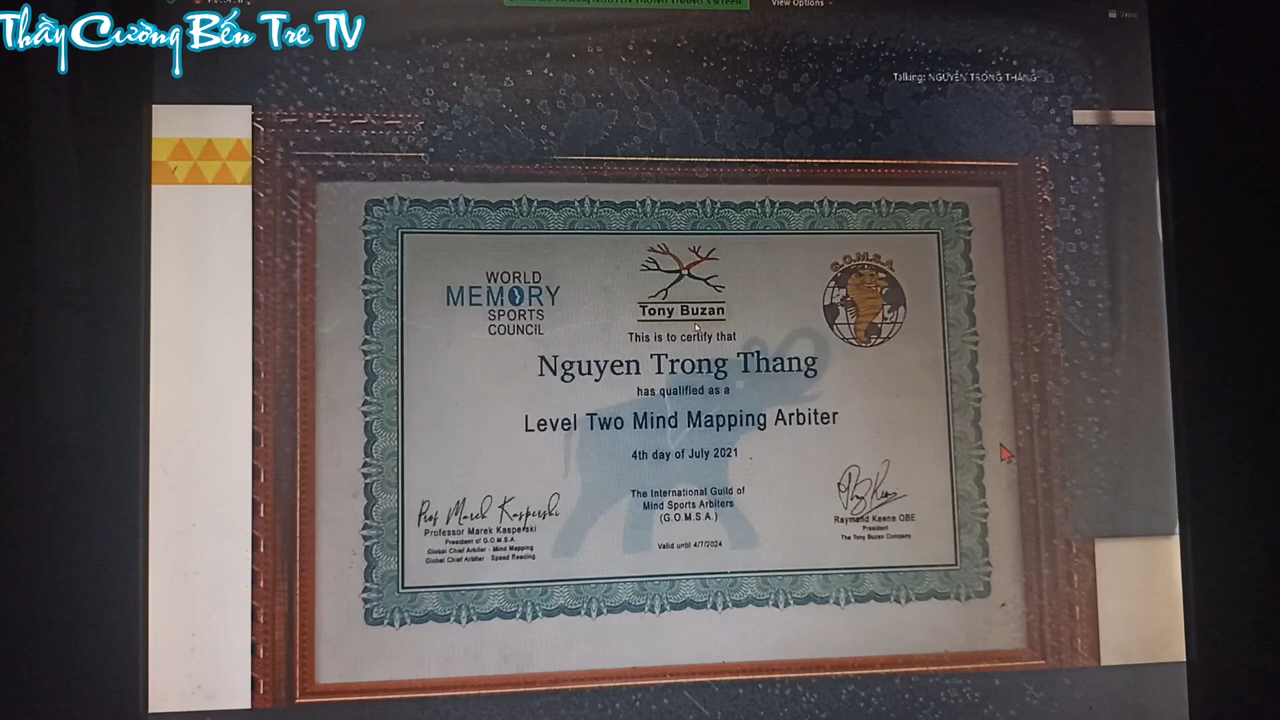 Thầy Cường Bến Tre TV
View Options
Talking: NGUYỄN TRỌNG THẮNG
WORLD
MEMORY
SPORTS
COUNCIL
Tony Buzan
G.O.M.S.A.
This is to certify that
Nguyen Trong Thang
has qualified as a
Level Two Mind Mapping Arbiter
4th day of July 2021
The International Guild of
Mind Sports Arbiters
(G.O.M.S.A.)
Valid until 4/7/2024
Prof Marek Kasperski
Professor Marek Kasperski
President of G.O.M.S.A.
Global Chief Arbiter - Mind Mapping
Global Chief Arbiter - Speed Reading
Raymond Keene OBE
President
The Tony Buzan Company